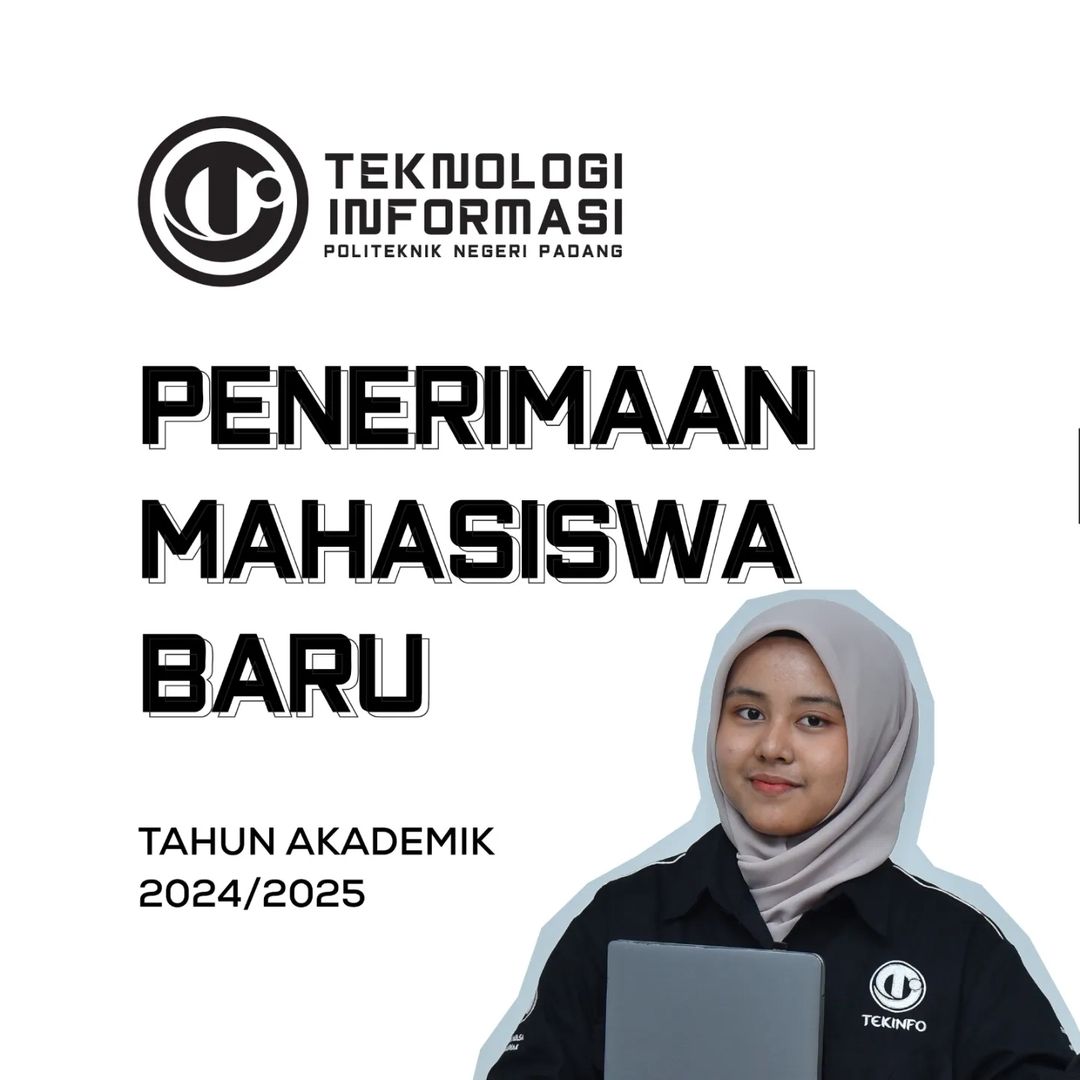 TEKNOLOGI
INFORMASI
POLITEKNIK NEGERI PADANG
PENERIMAAN
MAHASISWA
BARU
TAHUN AKADEMIK
2024/2025
TEKINFO